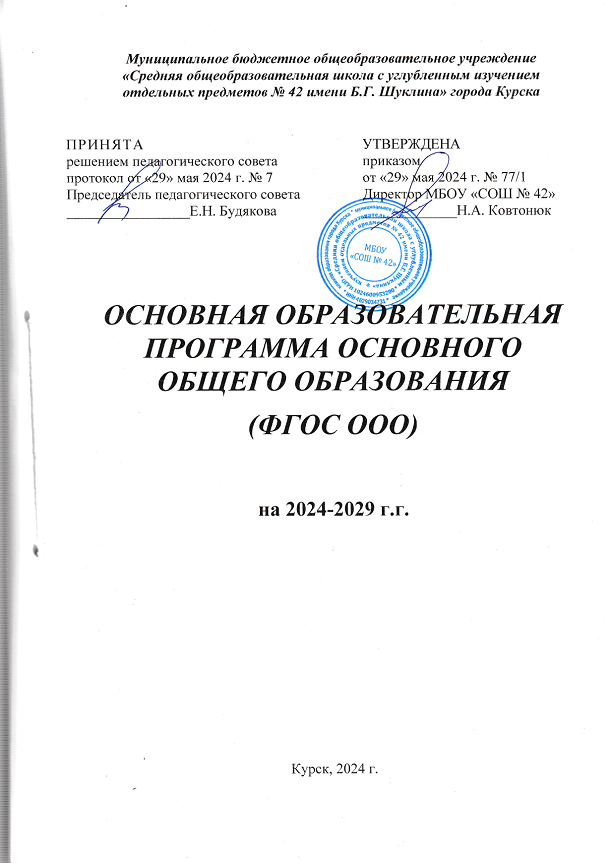 Муниципальное бюджетное общеобразовательное учреждение
«Средняя общеобразовательная школа с углубленным изучением
отдельных предметов № 42 имени Б.Г. Шуклина» города Курска
ПРИНЯТА
решением педагогического совета
протокол от «29» мая 2024 г. № 7
Председатель педагогического совета
Е.Н. Будякова
УТВЕРЖДЕНА
приказом
от «29» мая 2024 г. № 77/1
Директор МБОУ «СОШ № 42»
Н.А. Ковтонюк
МБОУ
«СОШ № 42»
ОСНОВНАЯ ОБРАЗОВАТЕЛЬНАЯ
ПРОГРАММА ОСНОВНОГО
ОБЩЕГО ОБРАЗОВАНИЯ
(ФГОС ООО)
на 2024-2029 г.г.
Курск, 2024 г.